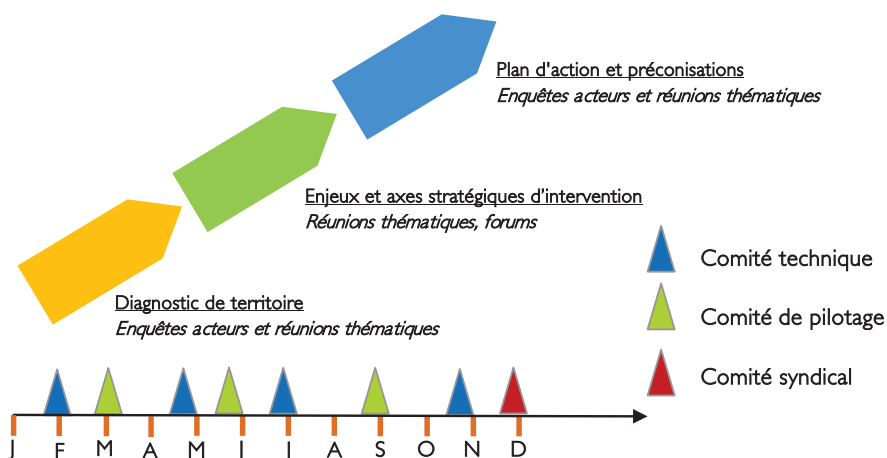 Plan d'action et préconisations
Enquêtes acteurs et réunions thématiques
Enjeux et axes stratégiques d'intervention
Réunions thématiques, forums
Diagnostic de territoire
Enquêtes acteurs et réunions thématiques
Comité technique
Comité de pilotage
Comité syndical
J F M A M J J A S O N D